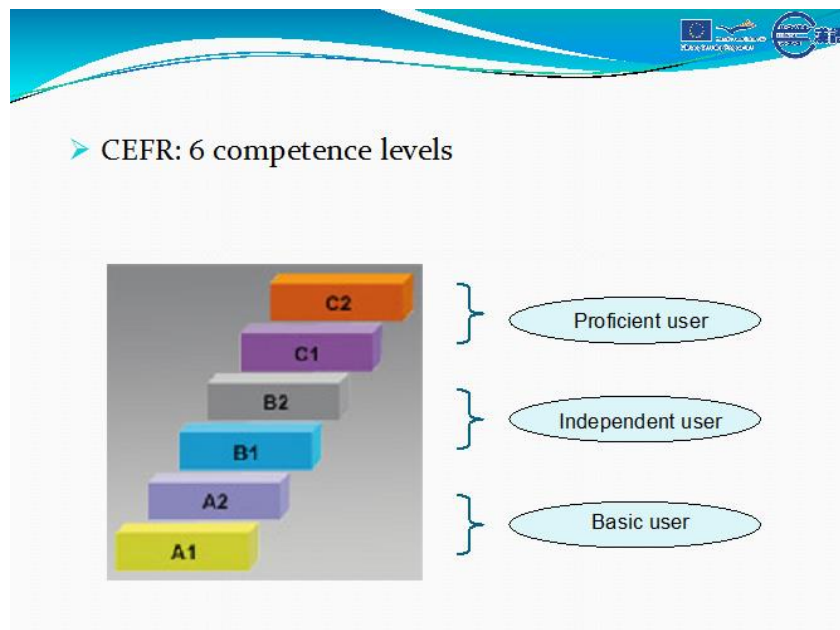 CEFR: 6 competence levels
C2
Proficient user
C1
B2
Independent user
B1
A2
Basic user
A1